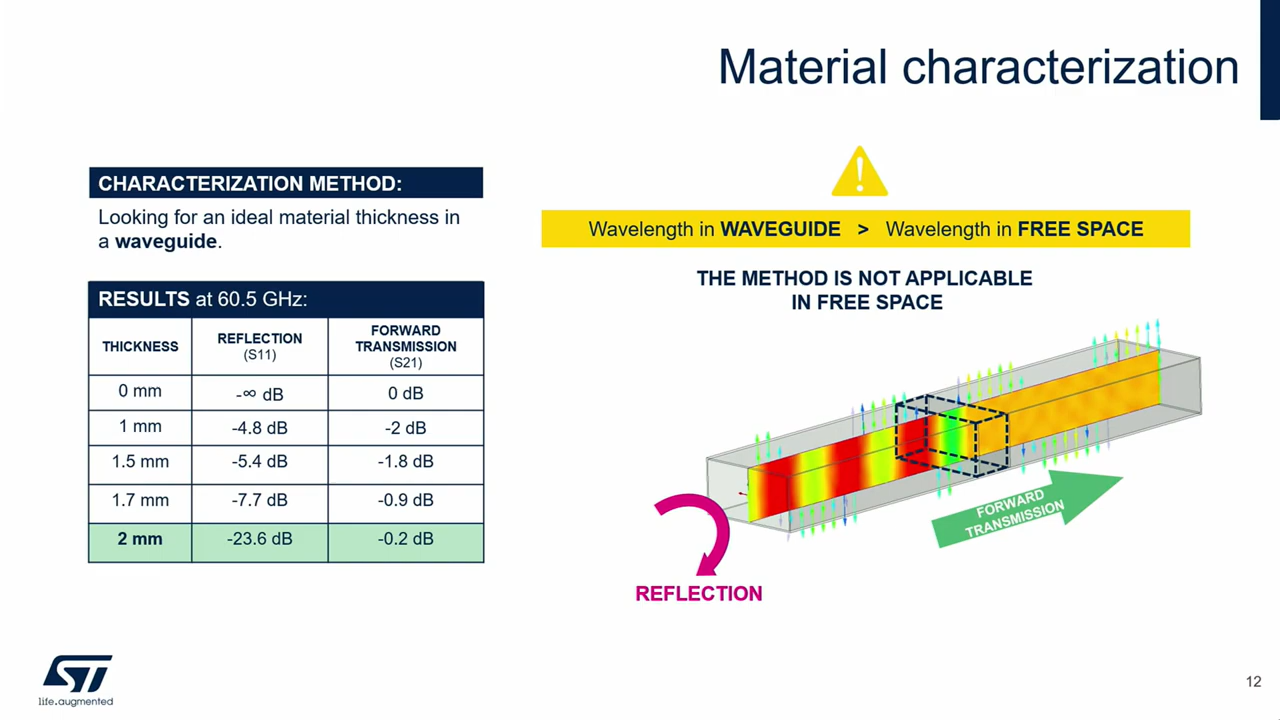 Material characterization
CHARACTERIZATION METHOD:
Looking for an ideal material thickness in
a waveguide.
RESULTS at 60.5 GHz:
THICKNESS
REFLECTION
(S11)
FORWARD
TRANSMISSION
(S21)
0 mm
-∞ dB
0 dB
1 mm
-4.8 dB
-2 dB
1.5 mm
-5.4 dB
-1.8 dB
1.7 mm
-7.7 dB
-0.9 dB
2 mm
-23.6 dB
-0.2 dB
!
Wavelength in WAVEGUIDE > Wavelength in FREE SPACE
THE METHOD IS NOT APPLICABLE
IN FREE SPACE
FORWARD
TRANSMISSION
REFLECTION
ST
life.augmented
12